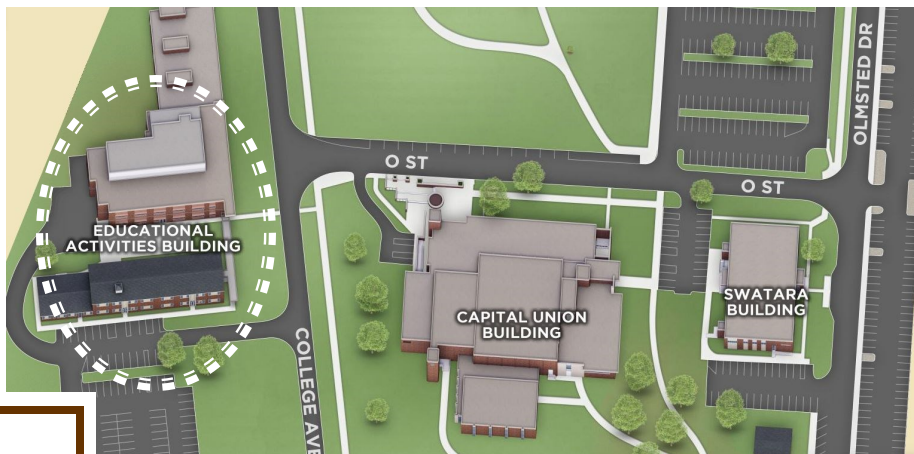 OLMSTED DR
O ST
O ST
EDUCATIONAL
ACTIVITIES BUILDING
SWATARA
BUILDING
CAPITAL UNION
BUILDING
COLLEGE AVE